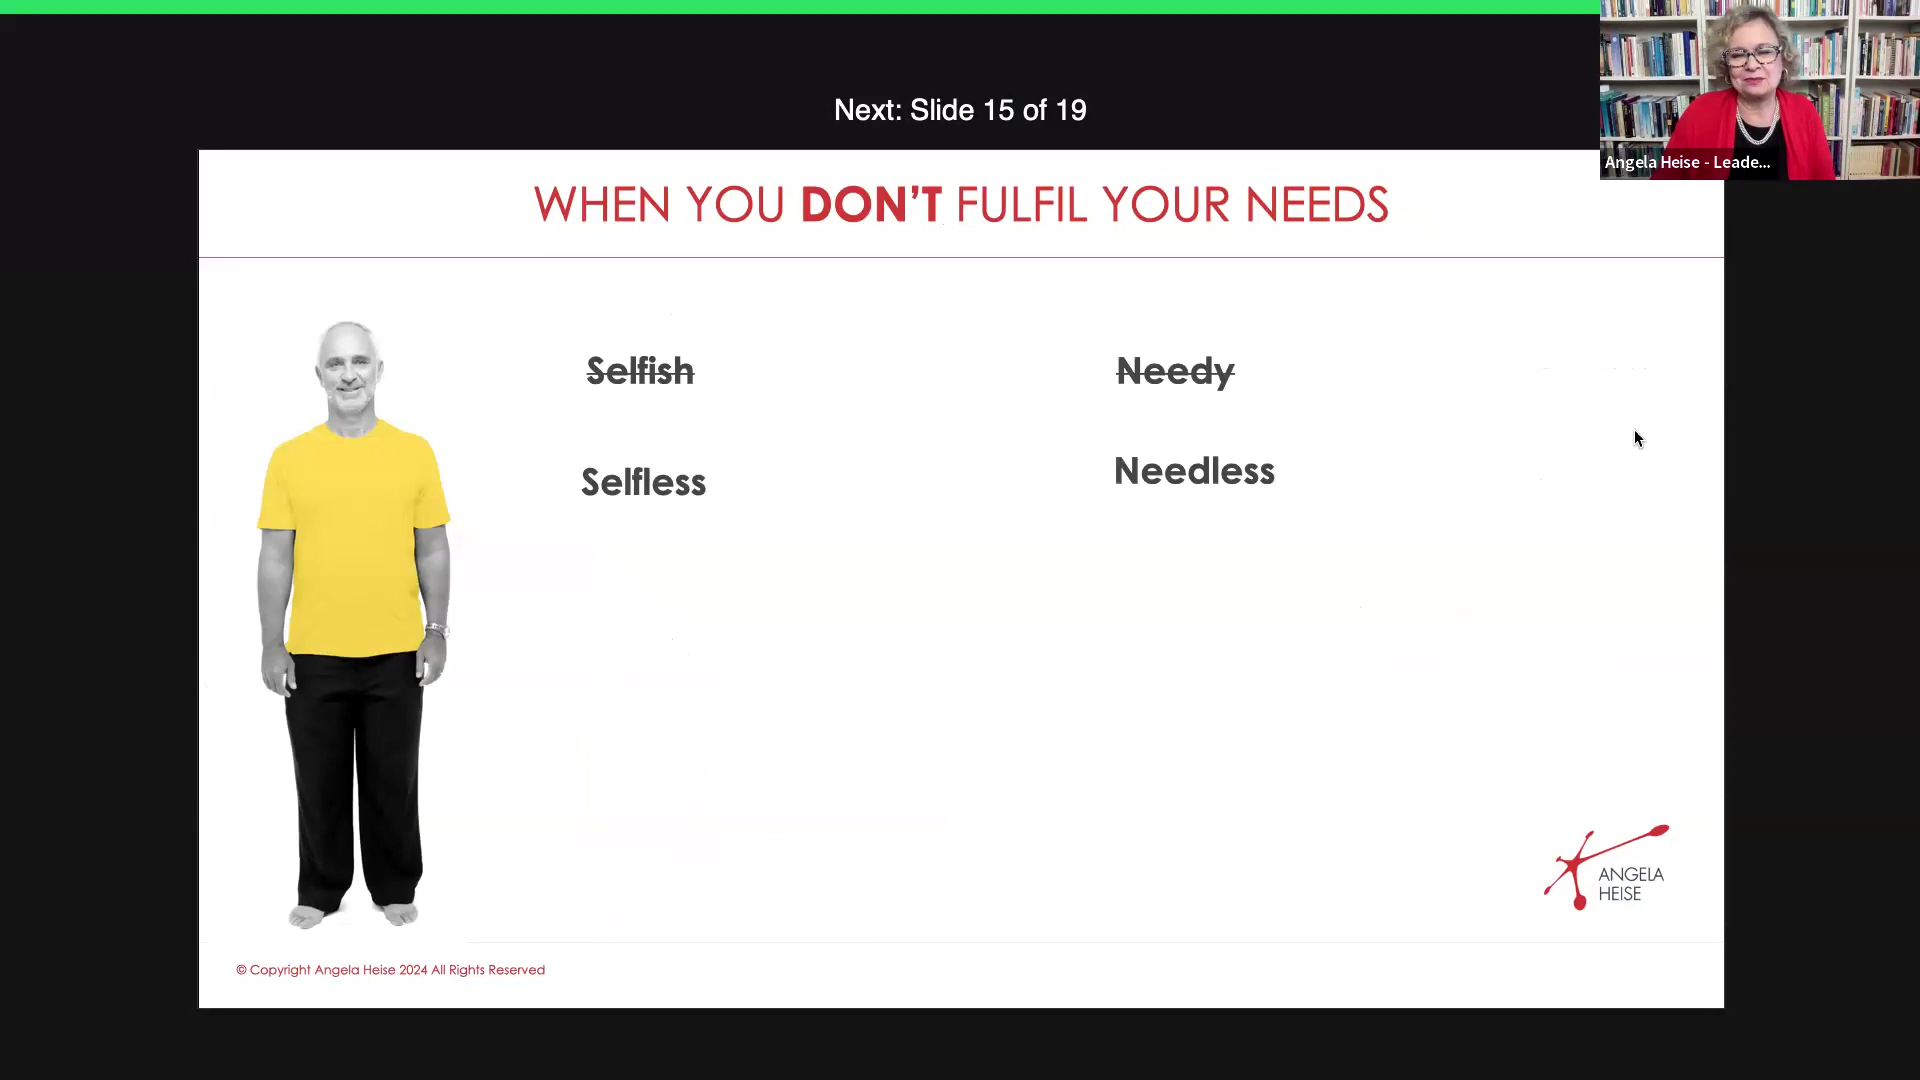 Next: Slide 15 of 19
Angela Heise - Leade...
WHEN YOU DON'T FULFIL YOUR NEEDS
Selfish
Needy
Selfless
Needless
ANGELA
HEISE
© Copyright Angela Heise 2024 All Rights Reserved